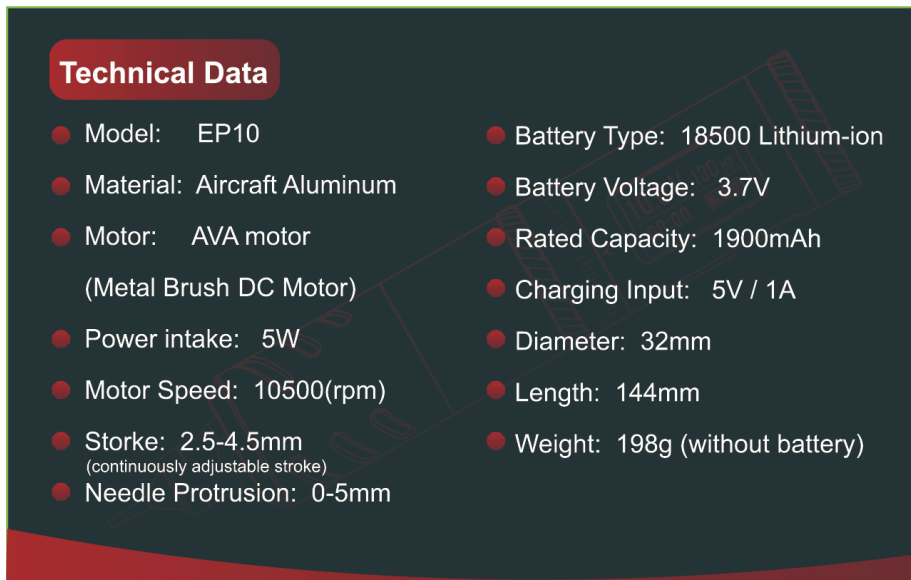 Technical Data
Model: EP10
Material: Aircraft Aluminum
Motor: AVA motor
(Metal Brush DC Motor)
Power intake: 5W
Motor Speed: 10500(rpm)
Storke: 2.5-4.5mm
(continuously adjustable stroke)
Needle Protrusion: 0-5mm
Battery Type: 18500 Lithium-ion
Battery Voltage: 3.7V
Rated Capacity: 1900mAh
Charging Input: 5V / 1A
Diameter: 32mm
Length: 144mm
Weight: 198g (without battery)